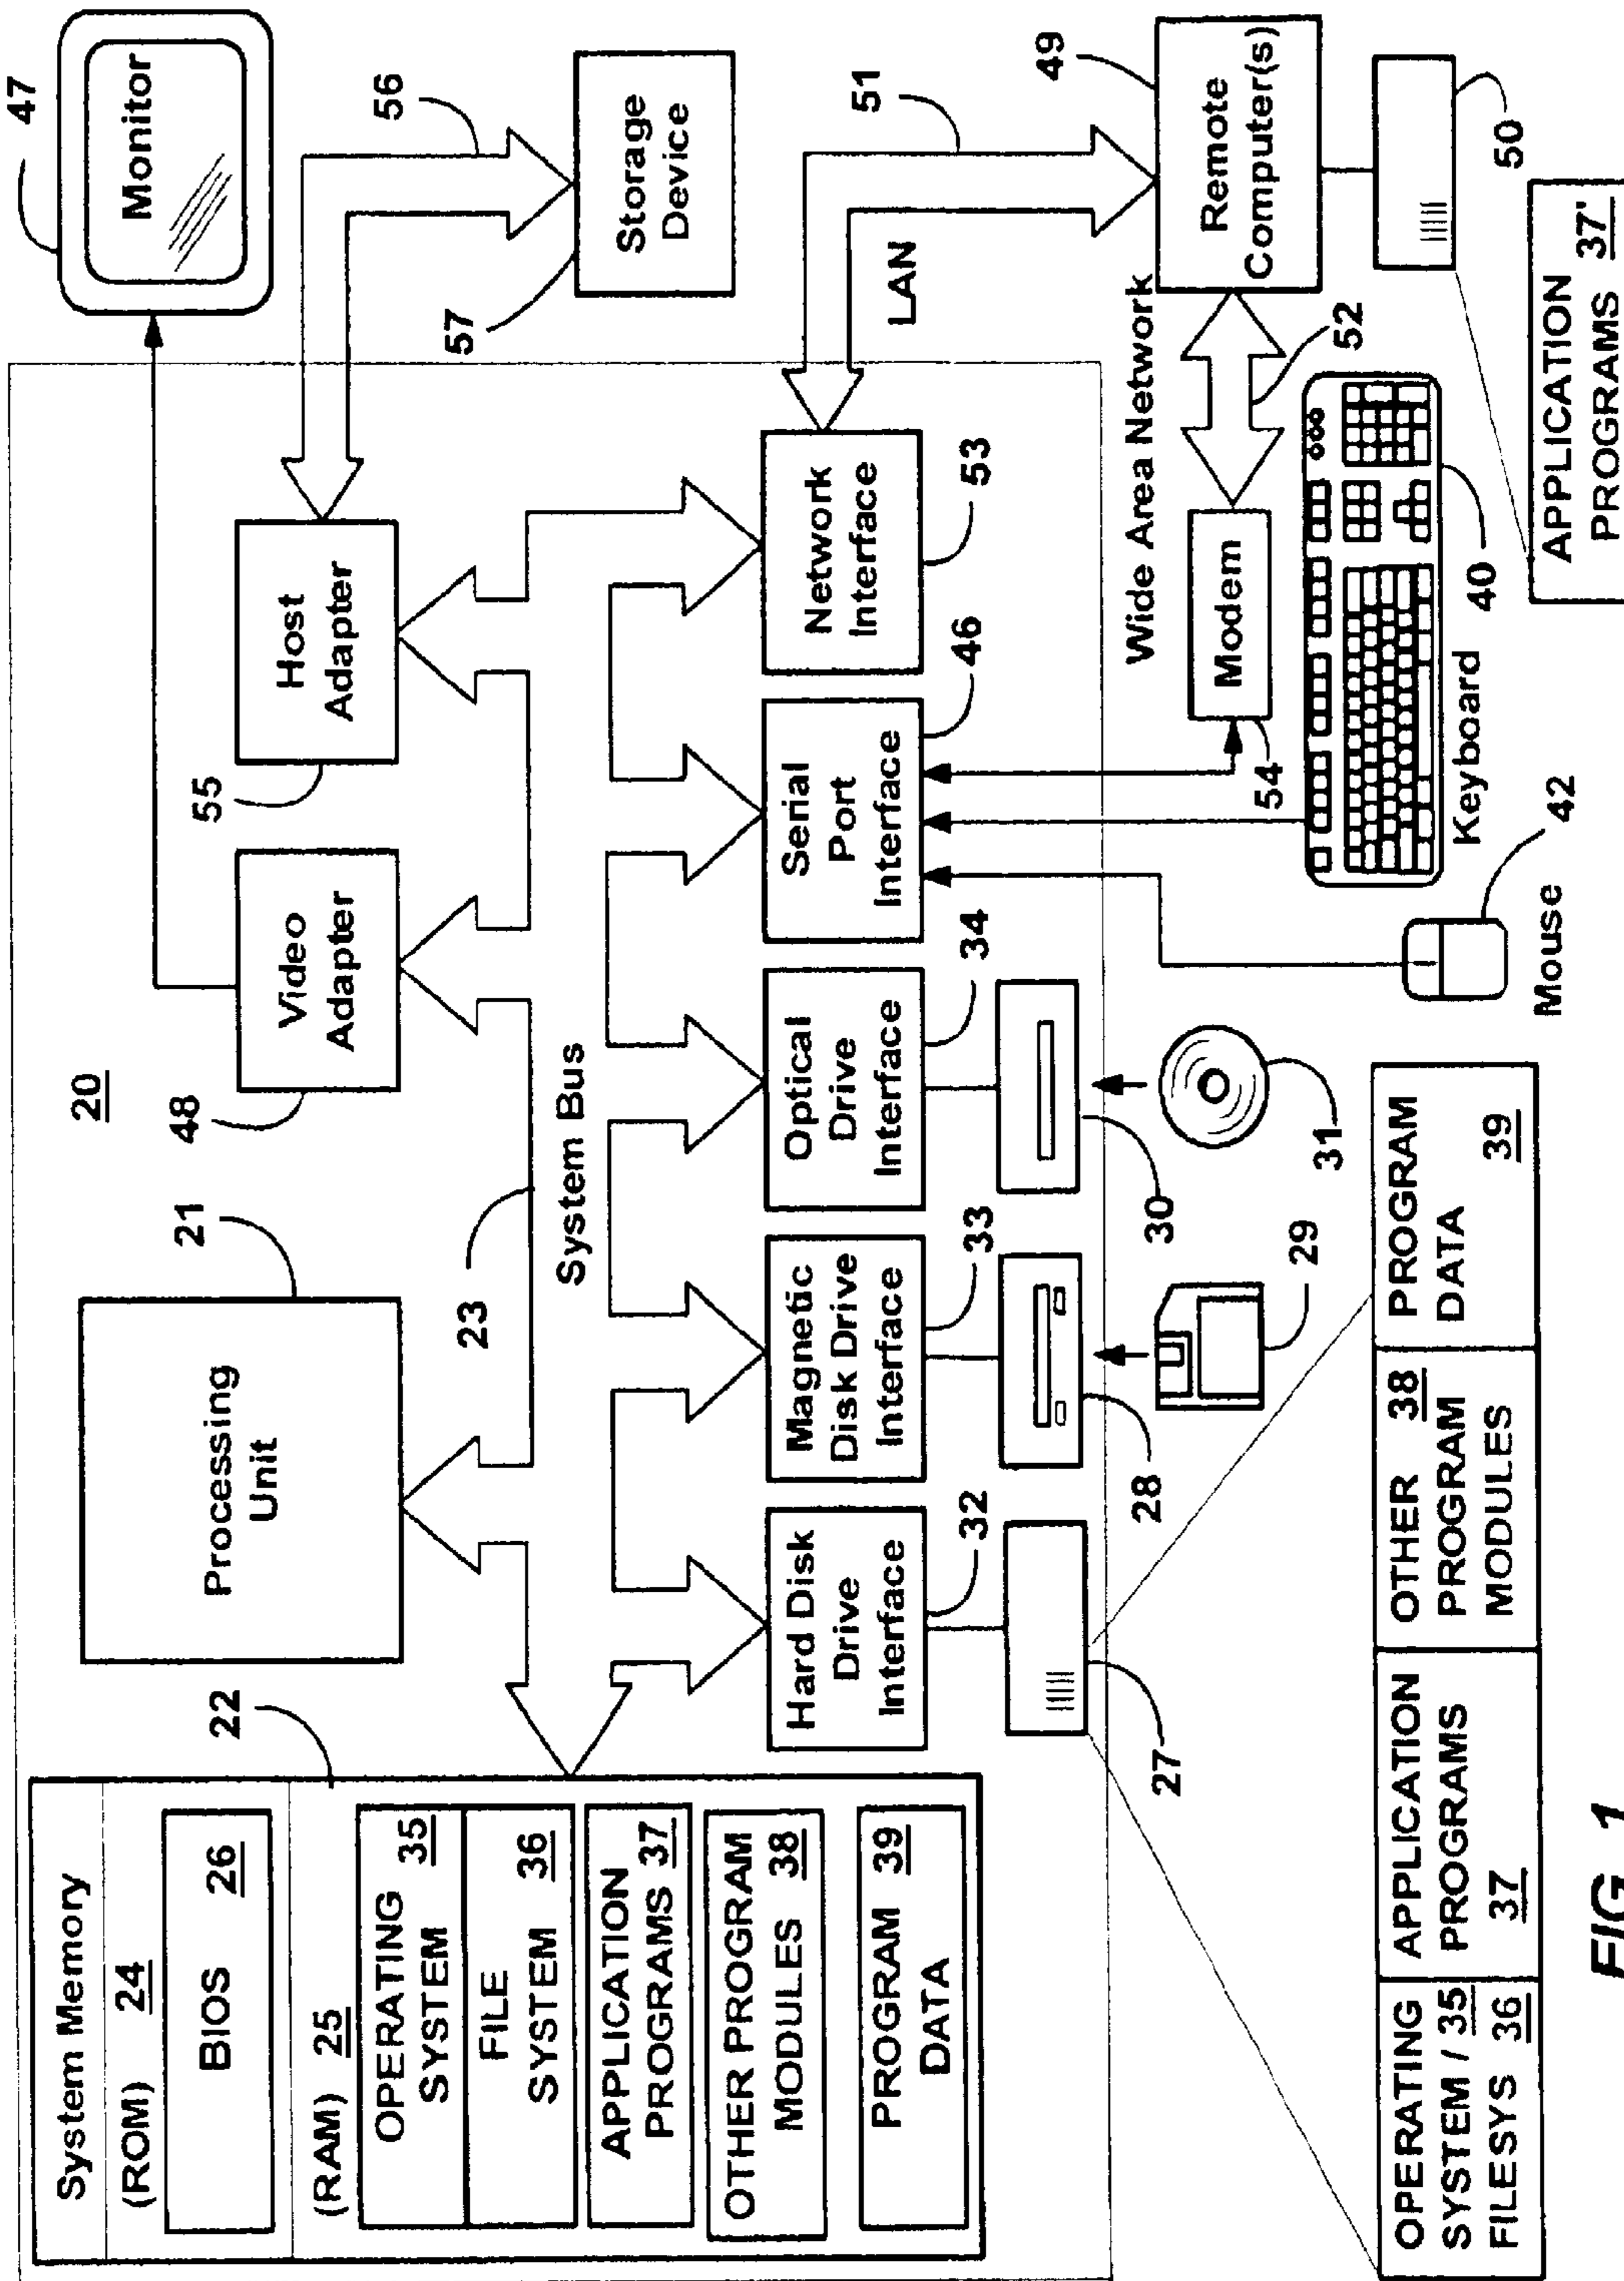 20
System Memory
(ROM) 24
BIOS 26
(RAM) 25
OPERATING
SYSTEM 35
FILE
SYSTEM 36
APPLICATION
PROGRAMS 37
OTHER PROGRAM
MODULES 38
PROGRAM 39
DATA
22
Processing
Unit
21
23
System Bus
Video
Adapter
48
Host
Adapter
55
47
Monitor
56
Storage
Device
57
Hard Disk
Drive
Interface
32
Magnetic
Disk Drive
Interface
33
Optical
Drive
Interface
34
Serial
Port
Interface
46
Network
Interface
53
LAN
51
27
28
29
30
31
Wide Area Network
Modem
54
52
Remote
Computer(s)
49
50
Keyboard
40
Mouse
42
OPERATING
SYSTEM / 35
FILESYS 36
APPLICATION
PROGRAMS
37
OTHER 38
PROGRAM
MODULES
PROGRAM
DATA
39
APPLICATION
PROGRAMS 37'
FIG. 1